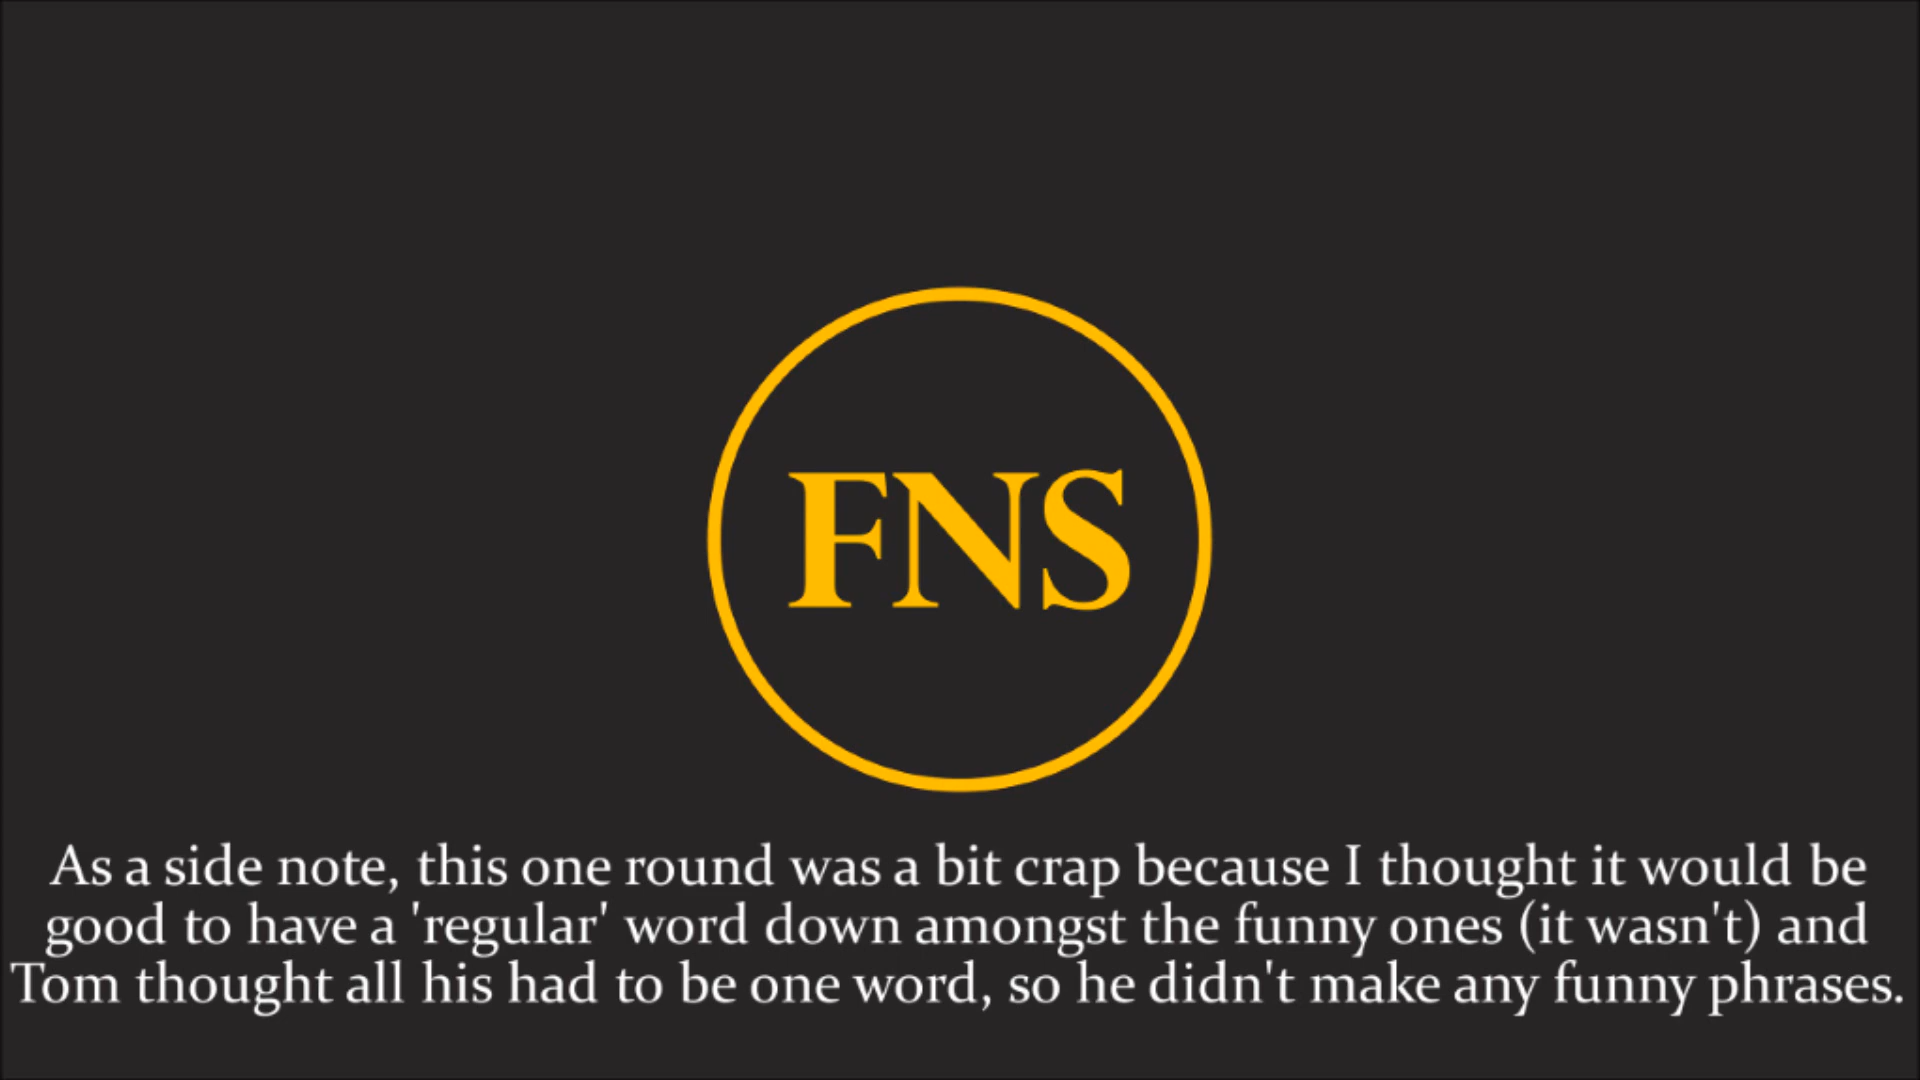 FNS
As a side note, this one round was a bit crap because I thought it would be
good to have a 'regular' word down amongst the funny ones (it wasn't) and
Tom thought all his had to be one word, so he didn't make any funny phrases.